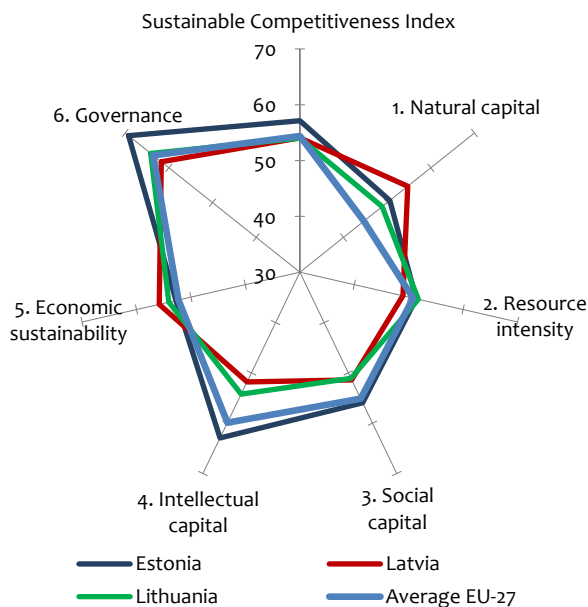 Sustainable Competitiveness Index
70
60
50
40
30
1. Natural capital
2. Resource
intensity
3. Social
capital
4. Intellectual
capital
5. Economic
sustainability
6. Governance
Estonia
Latvia
Lithuania
Average EU-27